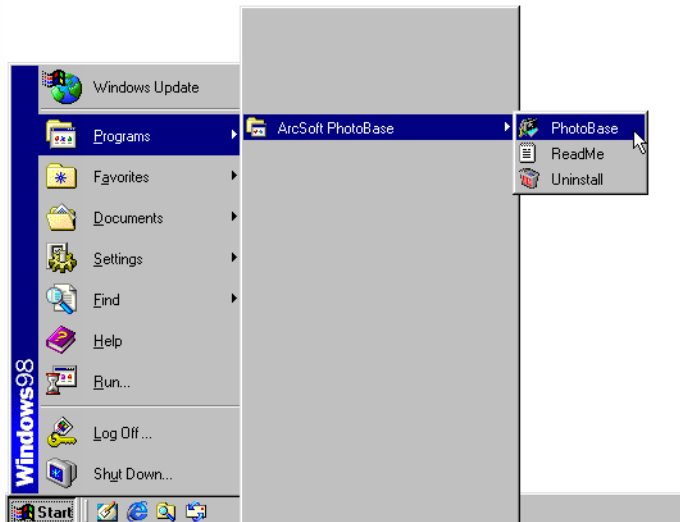 Windows Update
Programs
Favorites
Documents
Settings
Find
Help
Run...
Log Off...
Shut Down...
ArcSoft PhotoBase
PhotoBase
ReadMe
Uninstall
Windows98
Start